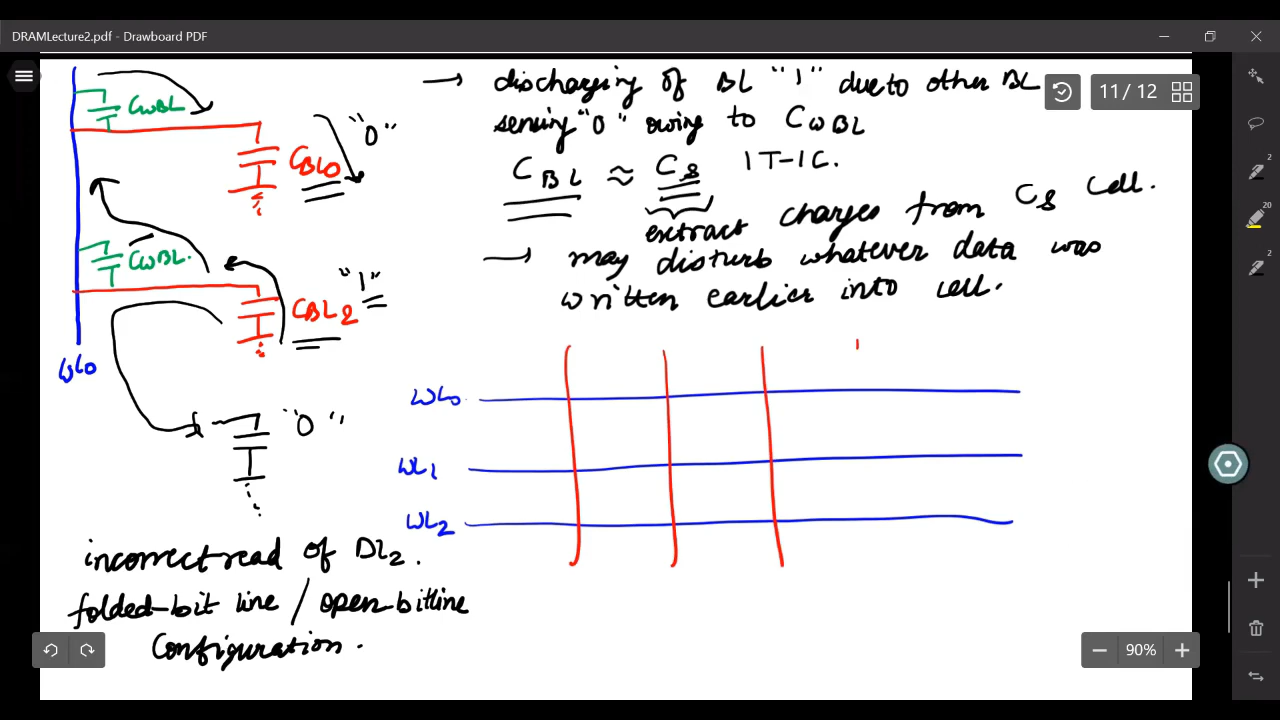 DRAMLecture2.pdf - Drawboard PDF
11 / 12
→ discharging of BL "1" due to other BL
sensing "0" owing to CWBL
CBL ≈ Cs 1T-1C.
extract charges from Cs cell.
→ may disturb whatever data was
written earlier into cell.
CWBL
CBL0
"0"
CWBL.
CBL2
"1"
WL0
"0"
incorrect read of BL2.
folded-bit line / open-bitline
Configuration.
WL0
WL1
WL2
90%
2
20
2